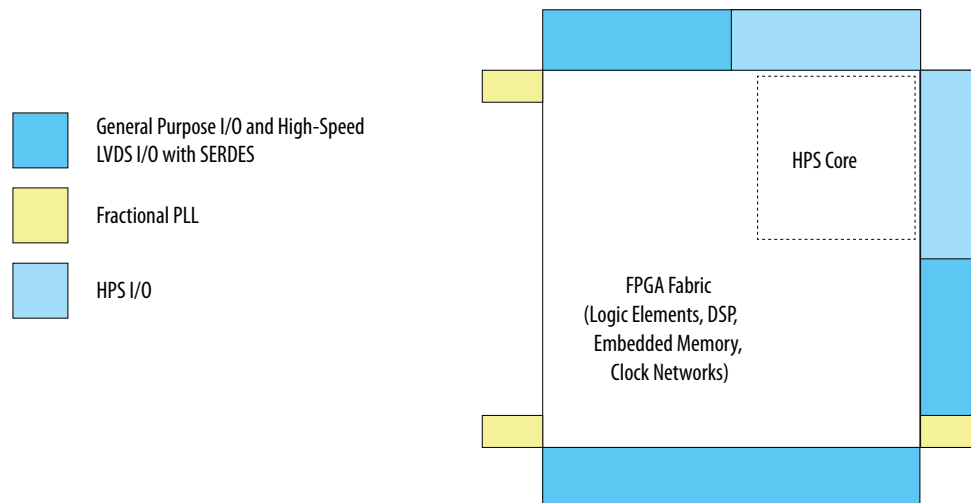 General Purpose I/O and High-Speed
LVDS I/O with SERDES
Fractional PLL
HPS I/O
HPS Core
FPGA Fabric
(Logic Elements, DSP,
Embedded Memory,
Clock Networks)